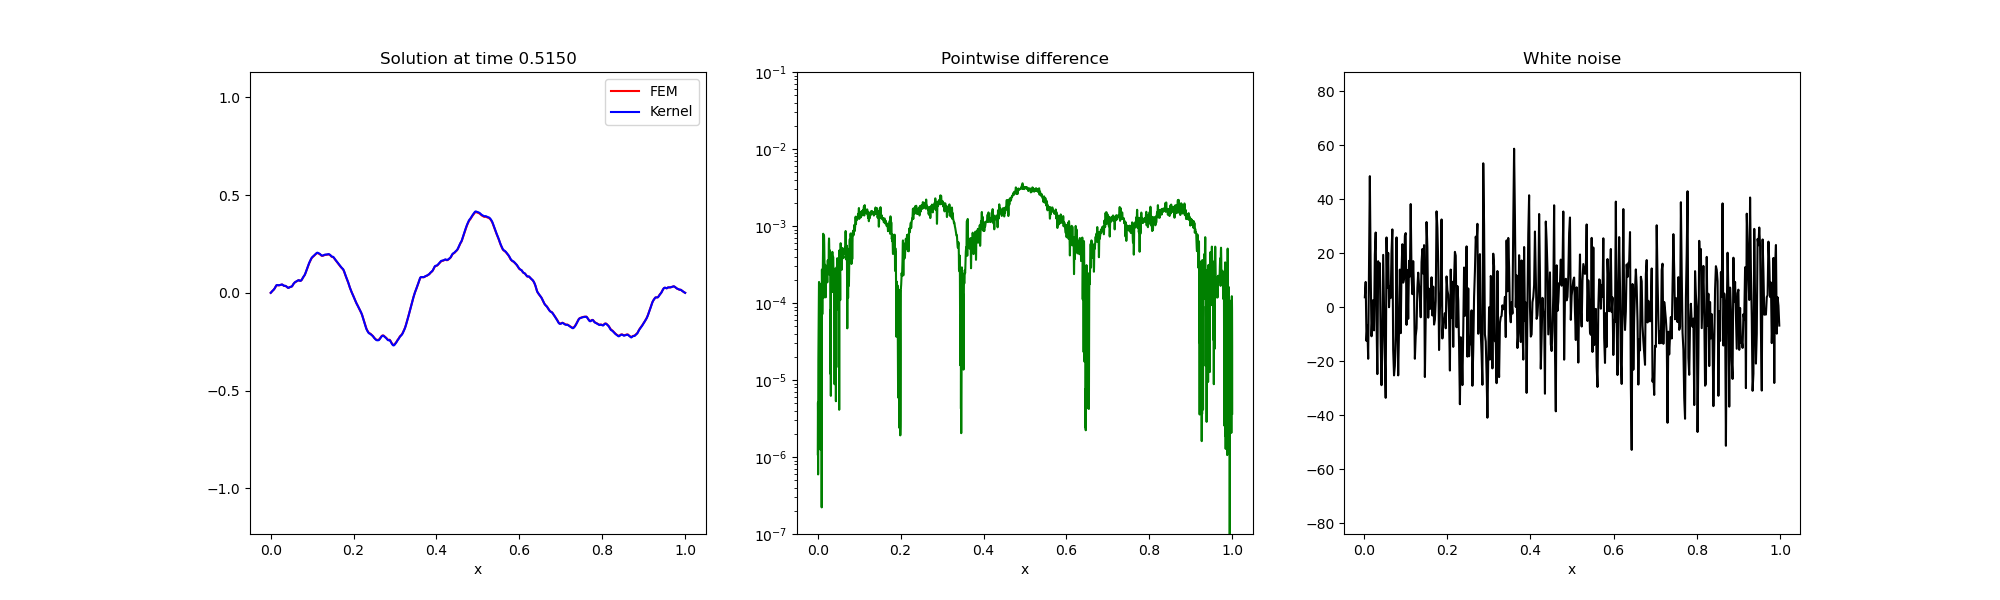 Solution at time 0.5150
FEM
Kernel
1.0
0.5
0.0
−0.5
−1.0
0.0 0.2 0.4 0.6 0.8 1.0
x
Pointwise difference
10⁻¹
10⁻²
10⁻³
10⁻⁴
10⁻⁵
10⁻⁶
10⁻⁷
0.0 0.2 0.4 0.6 0.8 1.0
x
White noise
80
60
40
20
0
−20
−40
−60
−80
0.0 0.2 0.4 0.6 0.8 1.0
x